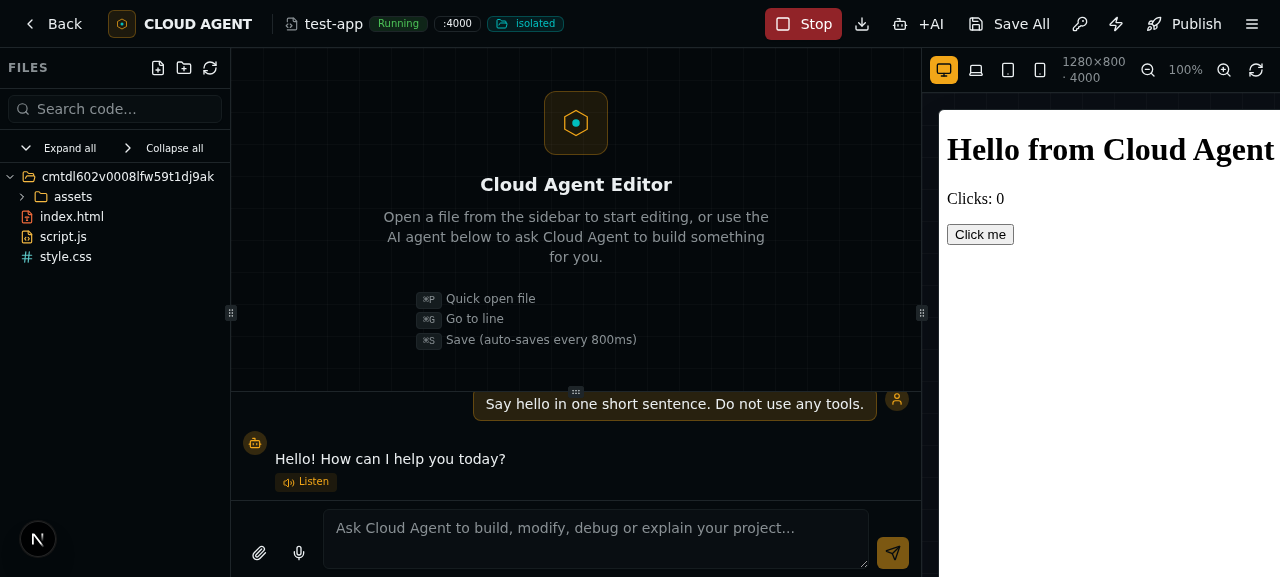 Back
CLOUD AGENT
test-app
Running
:4000
isolated
Stop
+AI
Save All
Publish
FILES
Search code...
Expand all
Collapse all
cmtdl602v0008lfw59t1dj9ak
assets
index.html
script.js
style.css
N
Cloud Agent Editor
Open a file from the sidebar to start editing, or use the
AI agent below to ask Cloud Agent to build something
for you.
⌘P Quick open file
⌘G Go to line
⌘S Save (auto-saves every 800ms)
Say hello in one short sentence. Do not use any tools.
Hello! How can I help you today?
Listen
Ask Cloud Agent to build, modify, debug or explain your project...
1280×800
· 4000
100%
Hello from Cloud Agent
Clicks: 0
Click me